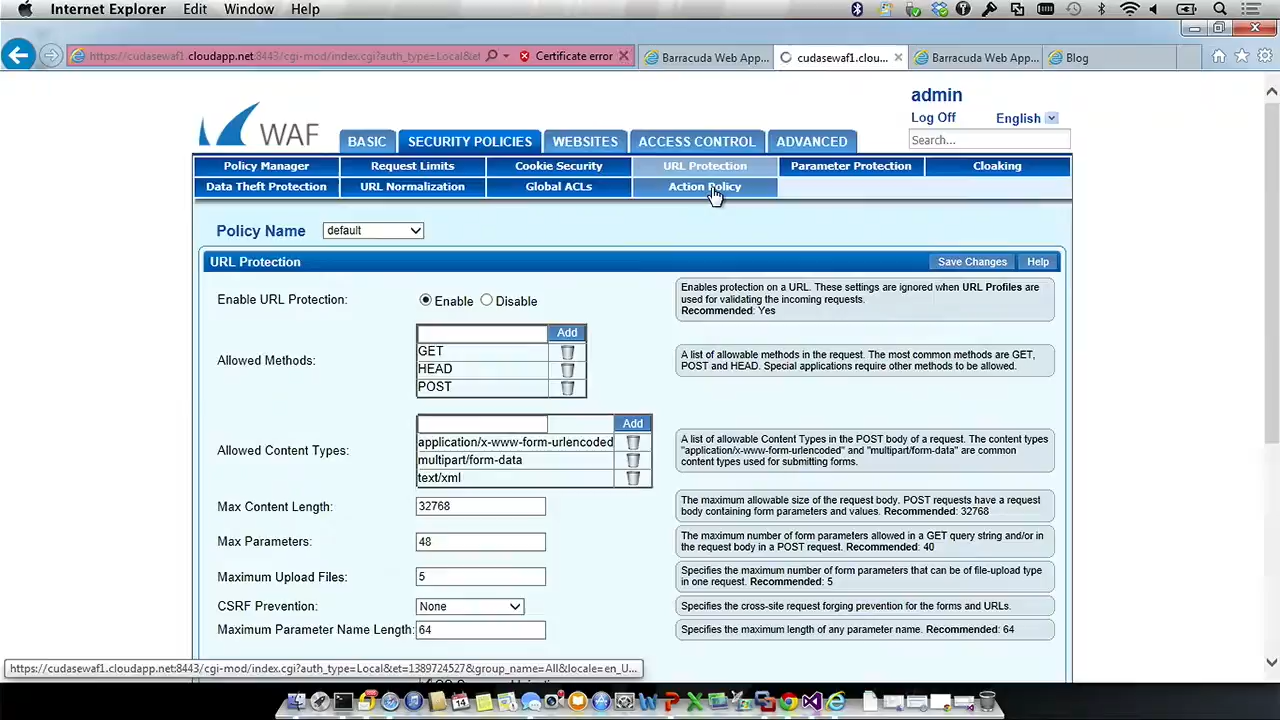 Internet Explorer Edit Window Help
https://cudasewaf1.cloudapp.net:8443/cgi-mod/index.cgi?auth_type=Local&et Certificate error Barracuda Web App... cudasewaf1.clou... Barracuda Web App... Blog
admin
Log Off English
Search...
WAF
BASIC SECURITY POLICIES WEBSITES ACCESS CONTROL ADVANCED
Policy Manager Request Limits Cookie Security URL Protection Parameter Protection Cloaking
Data Theft Protection URL Normalization Global ACLs Action Policy
Policy Name default
URL Protection Save Changes Help
Enable URL Protection: Enable Disable
Enables protection on a URL. These settings are ignored when URL Profiles are
used for validating the incoming requests.
Recommended: Yes
Allowed Methods:
Add
GET
HEAD
POST
A list of allowable methods in the request. The most common methods are GET,
POST and HEAD. Special applications require other methods to be allowed.
Allowed Content Types:
Add
application/x-www-form-urlencoded
multipart/form-data
text/xml
A list of allowable Content Types in the POST body of a request. The content types
"application/x-www-form-urlencoded" and "multipart/form-data" are common
content types used for submitting forms.
Max Content Length: 32768
The maximum allowable size of the request body. POST requests have a request
body containing form parameters and values. Recommended: 32768
Max Parameters: 48
The maximum number of form parameters allowed in a GET query string and/or in
the request body in a POST request. Recommended: 40
Maximum Upload Files: 5
Specifies the maximum number of form parameters that can be of file-upload type
in one request. Recommended: 5
CSRF Prevention: None
Specifies the cross-site request forging prevention for the forms and URLs.
Maximum Parameter Name Length: 64
Specifies the maximum length of any parameter name. Recommended: 64
https://cudasewaf1.cloudapp.net:8443/cgi-mod/index.cgi?auth_type=Local&et=1389724527&group_name=All&locale=en_U...